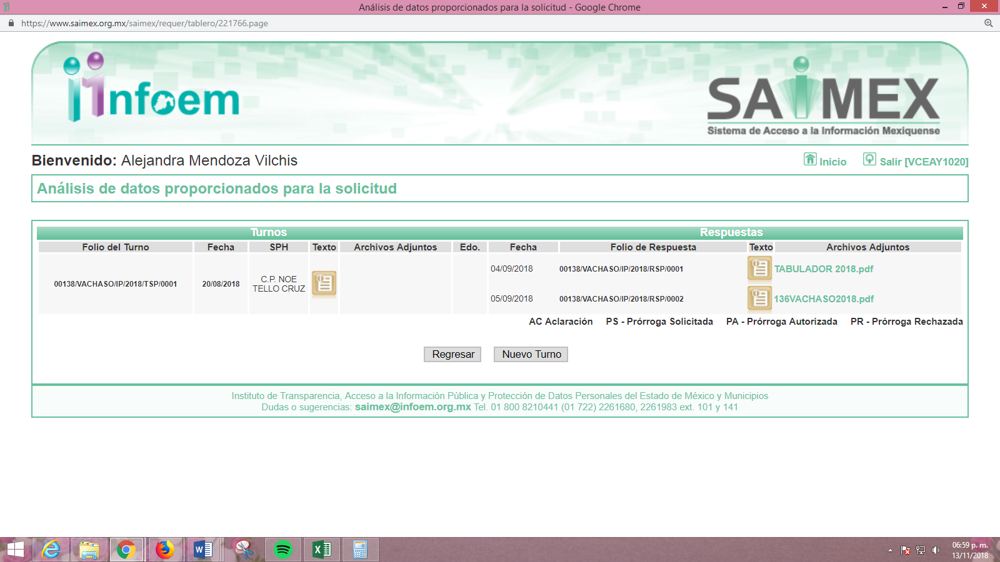 Análisis de datos proporcionados para la solicitud - Google Chrome
https://www.saimex.org.mx/saimex/requer/tablero/221766.page
infoem
SAIMEX
Sistema de Acceso a la Información Mexiquense
Bienvenido: Alejandra Mendoza Vilchis
Inicio Salir [VCEAY1020]
Análisis de datos proporcionados para la solicitud
Turnos Respuestas
Folio del Turno Fecha SPH Texto Archivos Adjuntos Edo. Fecha Folio de Respuesta Texto Archivos Adjuntos
00138/VACHASO/IP/2018/TSP/0001 20/08/2018 C.P. NOE
TELLO CRUZ
04/09/2018 00138/VACHASO/IP/2018/RSP/0001 TABULADOR 2018.pdf
05/09/2018 00138/VACHASO/IP/2018/RSP/0002 136VACHASO2018.pdf
AC Aclaración PS - Prórroga Solicitada PA - Prórroga Autorizada PR - Prórroga Rechazada
Regresar Nuevo Turno
Instituto de Transparencia, Acceso a la Información Pública y Protección de Datos Personales del Estado de México y Municipios
Dudas o sugerencias: saimex@infoem.org.mx Tel. 01 800 8210441 (01 722) 2261680, 2261983 ext. 101 y 141
06:59 p. m.
13/11/2018